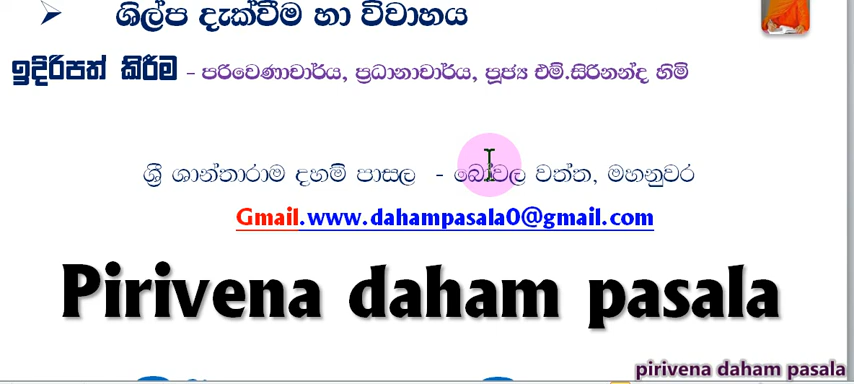 ➢ ශිල්ප දැක්වීම හා විවාහය
ඉදිරිපත් කිරීම – පරිවෙණාචාර්ය, ප්‍රධානාචාර්ය, පූජ්‍ය එම්.සිරිනන්ද හිමි
ශ්‍රී ශාන්තාරාම දහම් පාසල - බෝවල වත්ත, මහනුවර
Gmail.www.dahampasala0@gmail.com
Pirivena daham pasala
pirivena daham pasala